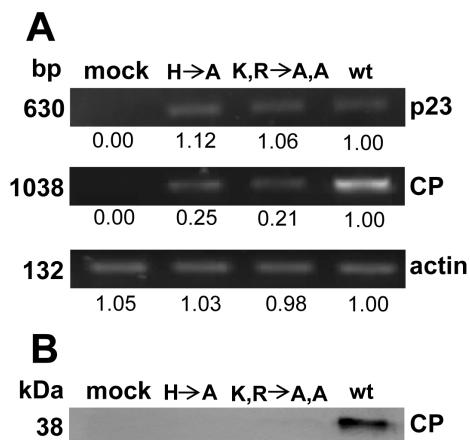 A
bp mock H→A K,R→A,A wt
630 p23
0.00 1.12 1.06 1.00
1038 CP
0.00 0.25 0.21 1.00
132 actin
1.05 1.03 0.98 1.00
B
kDa mock H→A K,R→A,A wt
38 CP